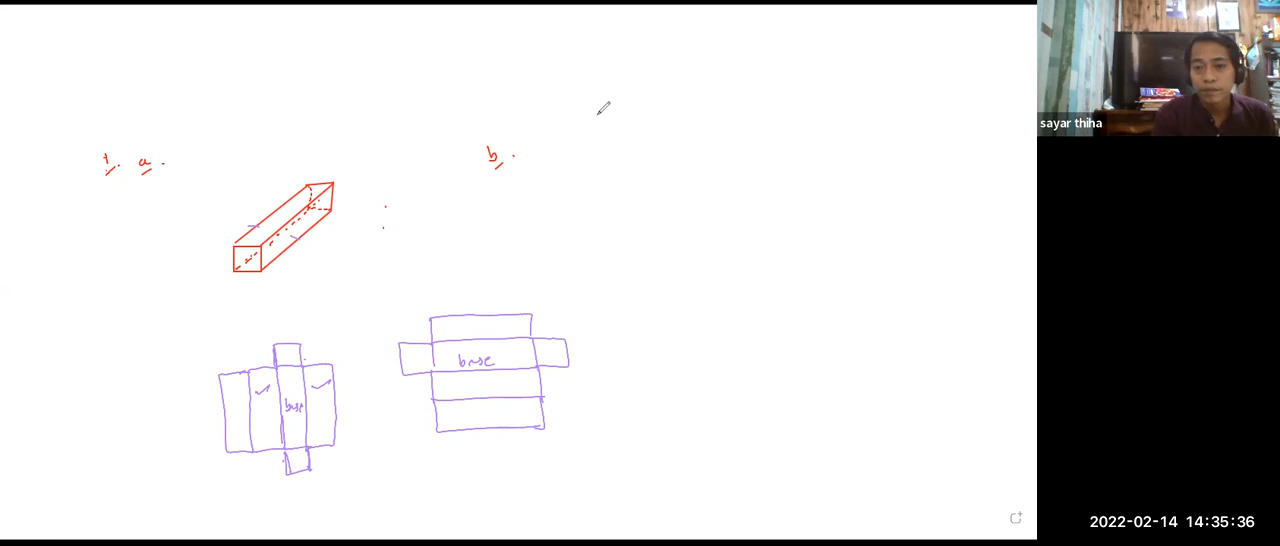 1. a.
b.
base
base
sayar thiha
2022-02-14 14:35:36